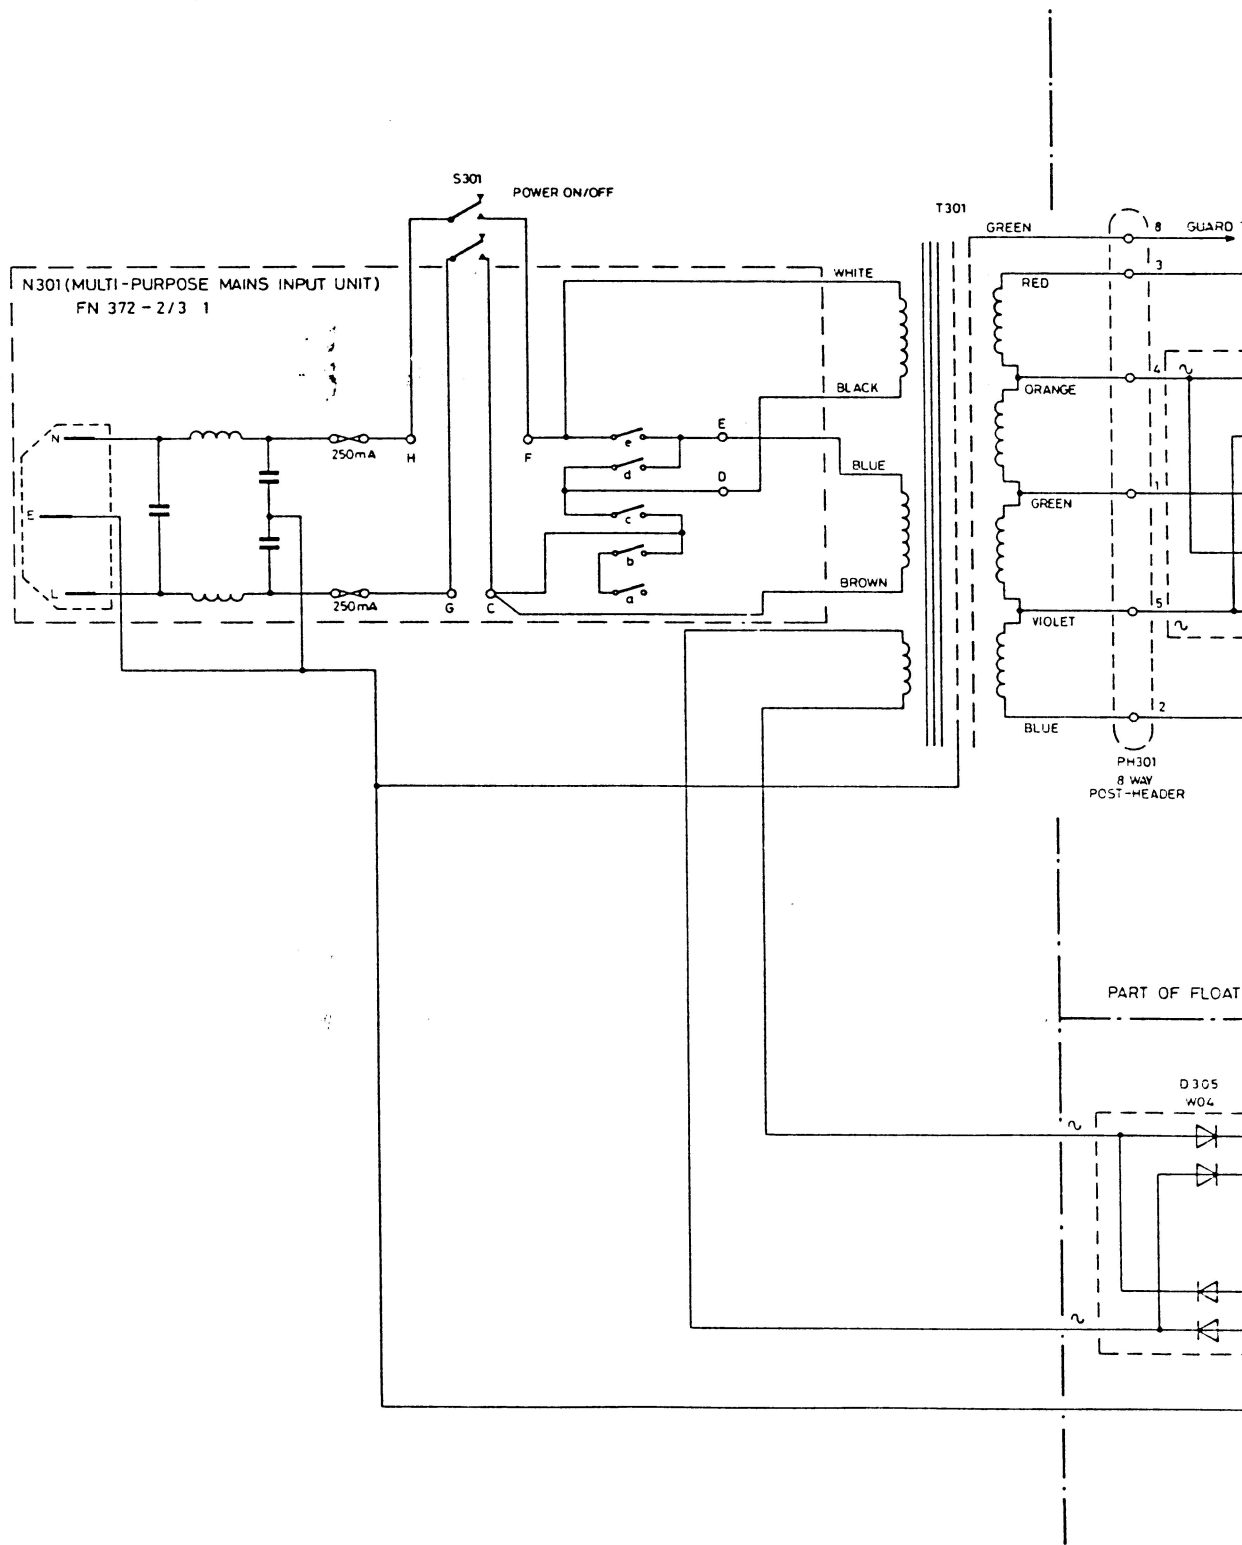 S301
POWER ON/OFF
T301
GREEN
8
GUARD
N301 (MULTI-PURPOSE MAINS INPUT UNIT)
FN 372 - 2/3 1
WHITE
3
RED
BLACK
4
~
ORANGE
N
250mA
H
F
e
E
BLUE
d
D
1
GREEN
E
c
b
BROWN
L
250mA
G
C
a
5
VIOLET
~
2
BLUE
PH301
8 WAY
POST-HEADER
PART OF FLOAT
D305
W04
~
~